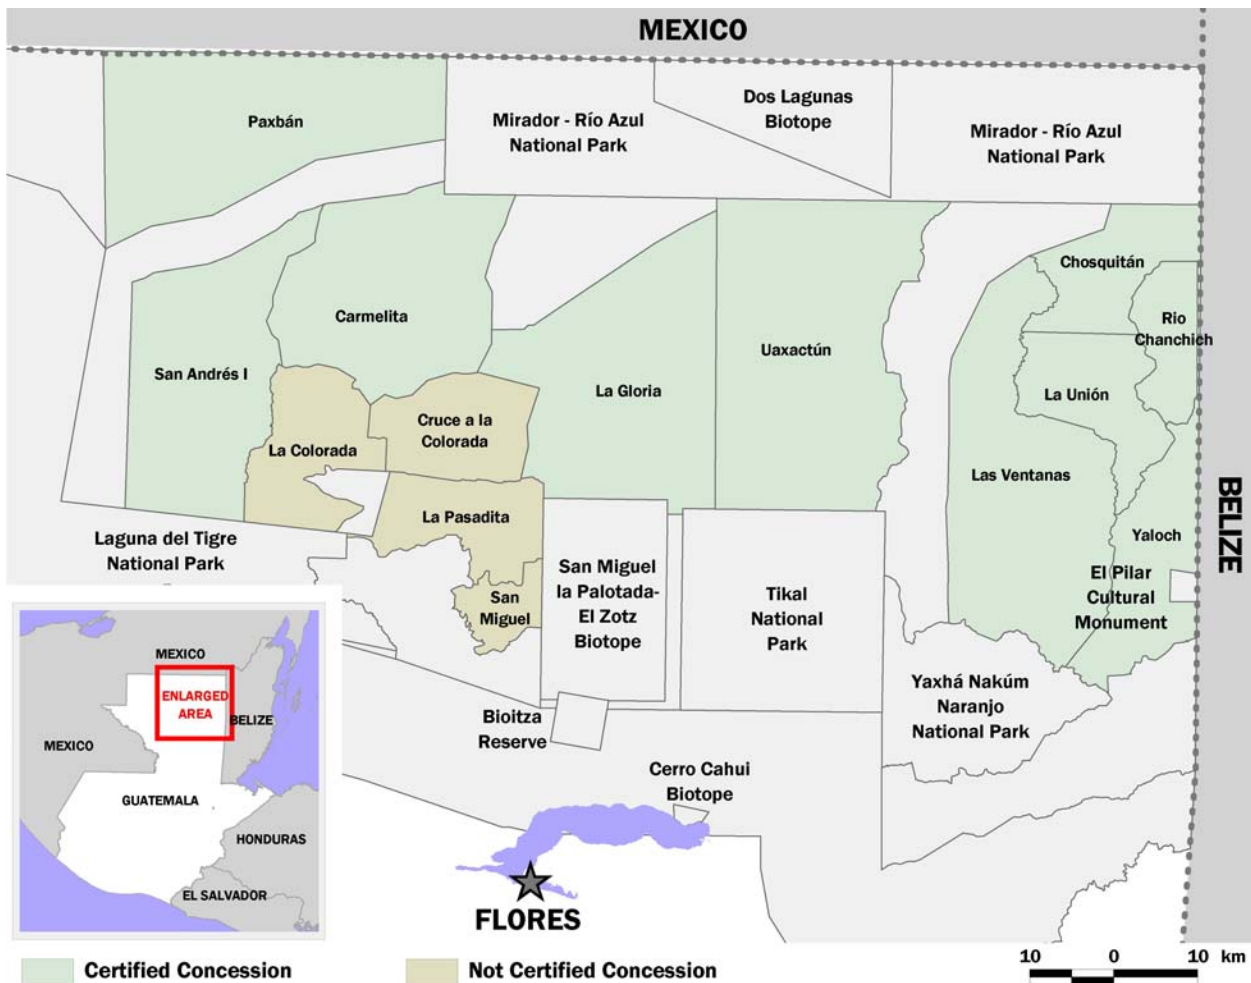 MEXICO
Paxbán
Mirador - Río Azul
National Park
Dos Lagunas
Biotope
Mirador - Río Azul
National Park
Chosquitán
Rio
Chanchich
Carmelita
Uaxactún
San Andrés I
La Gloria
La Unión
Cruce a la
Colorada
La Colorada
Las Ventanas
BELIZE
La Pasadita
Yaloch
Laguna del Tigre
National Park
San Miguel
la Palotada-
El Zotz
Biotope
El Pilar
Cultural
Monument
Tikal
National
Park
San
Miguel
Yaxhá Nakúm
Naranjo
National Park
Bioitza
Reserve
Cerro Cahui
Biotope
FLORES
MEXICO
ENLARGED
AREA
BELIZE
MEXICO
GUATEMALA
HONDURAS
EL SALVADOR
Certified Concession
Not Certified Concession
10 0 10 km